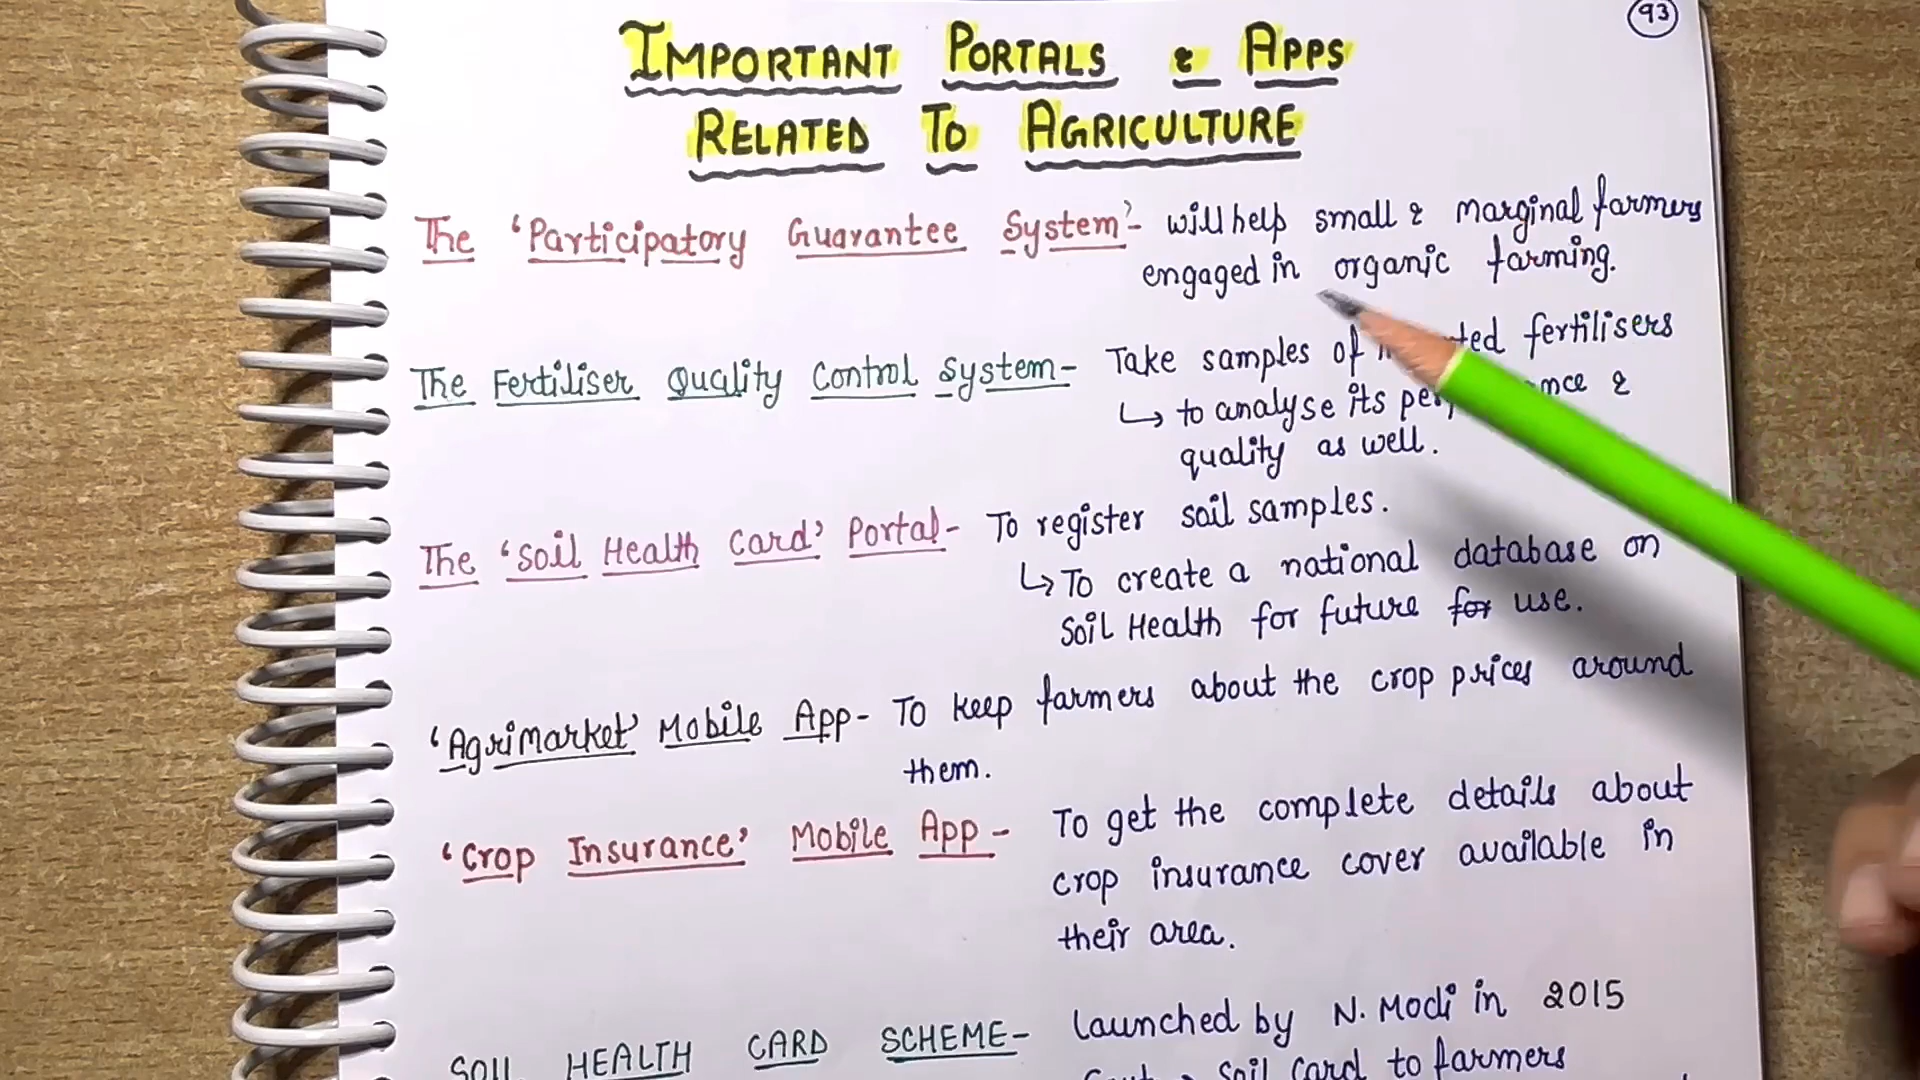 93
IMPORTANT PORTALS & APPS
RELATED TO AGRICULTURE
The 'Participatory Guarantee System'- will help small & marginal farmers
engaged in organic farming.
The Fertiliser Quality Control System- Take samples of fertilisers
↳ to analyse its &
quality as well.
The 'Soil Health Card' Portal- To register soil samples.
↳ To create a national database on
Soil Health for future for use.
'AgriMarket' Mobile App- To keep farmers about the crop prices around
them.
'Crop Insurance' Mobile App- To get the complete details about
crop insurance cover available in
their area.
SOIL HEALTH CARD SCHEME- launched by N. Modi in 2015
Soil Card to farmers